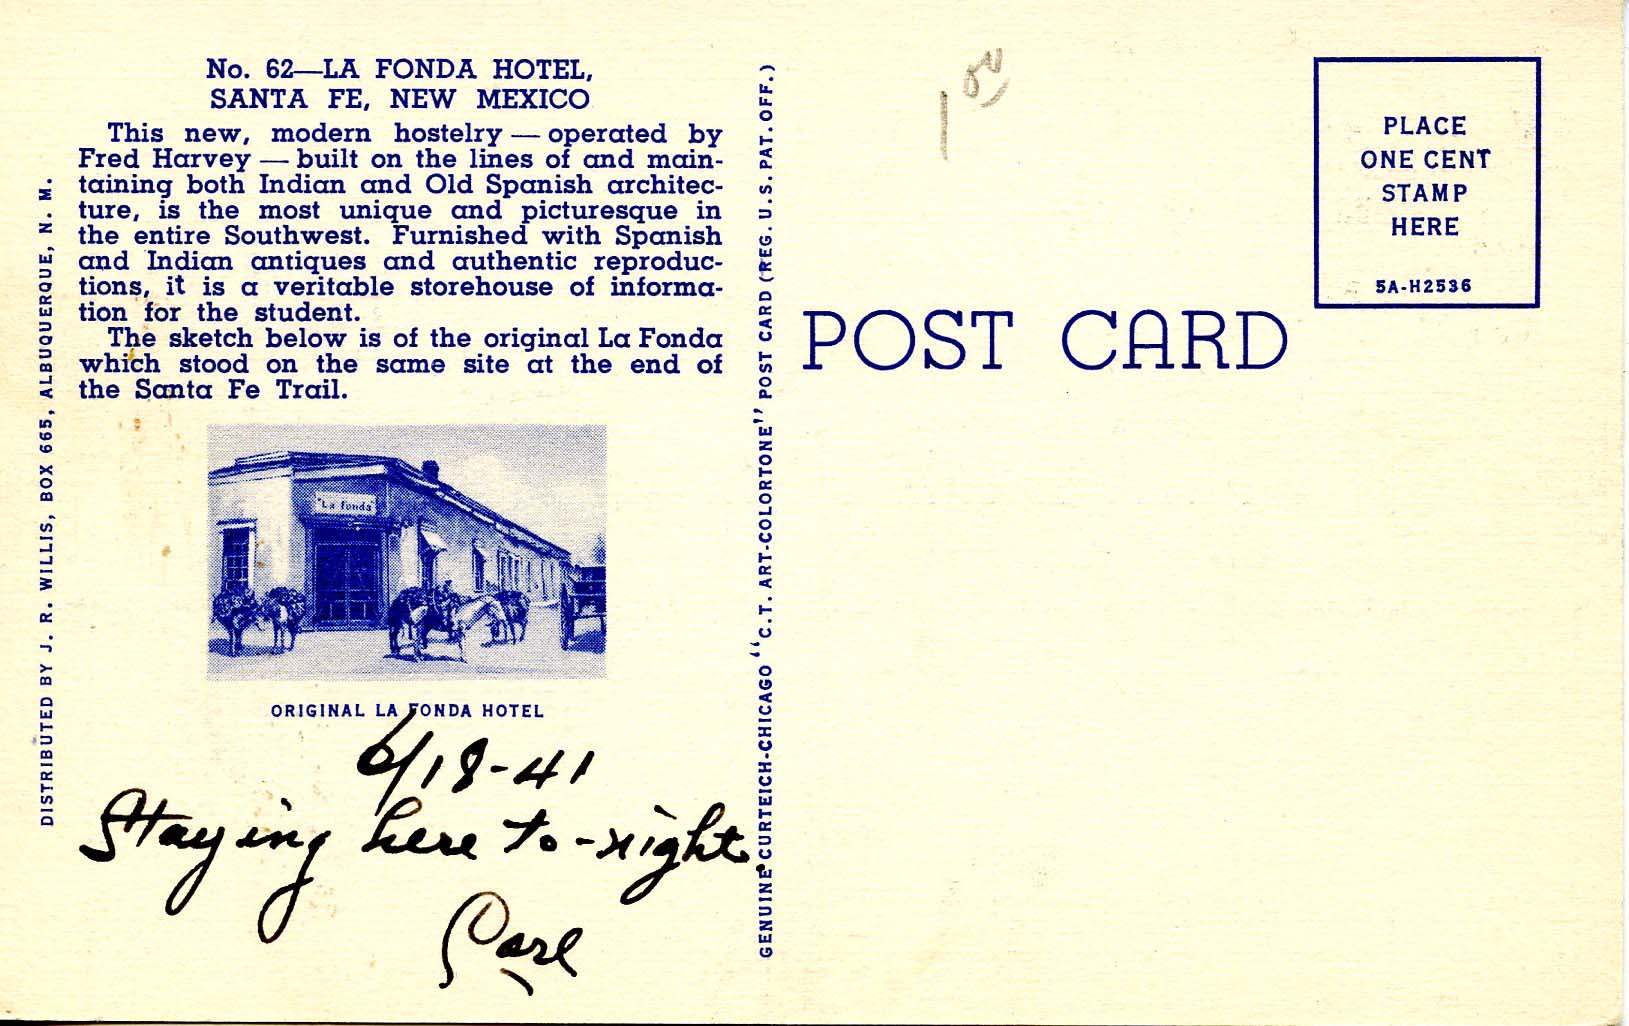 No. 62—LA FONDA HOTEL,
SANTA FE, NEW MEXICO
This new, modern hostelry — operated by
Fred Harvey — built on the lines of and main-
taining both Indian and Old Spanish architec-
ture, is the most unique and picturesque in
the entire Southwest. Furnished with Spanish
and Indian antiques and authentic reproduc-
tions, it is a veritable storehouse of informa-
tion for the student.
The sketch below is of the original La Fonda
which stood on the same site at the end of
the Santa Fe Trail.
"La fonda"
ORIGINAL LA FONDA HOTEL
6/18-41
Staying here to-night.
Carl
DISTRIBUTED BY J. R. WILLIS, BOX 665, ALBUQUERQUE, N. M.
GENUINE CURTEICH-CHICAGO "C.T. ART-COLORTONE" POST CARD (REG. U.S. PAT. OFF.)
1 00
POST CARD
PLACE
ONE CENT
STAMP
HERE
5A-H2536